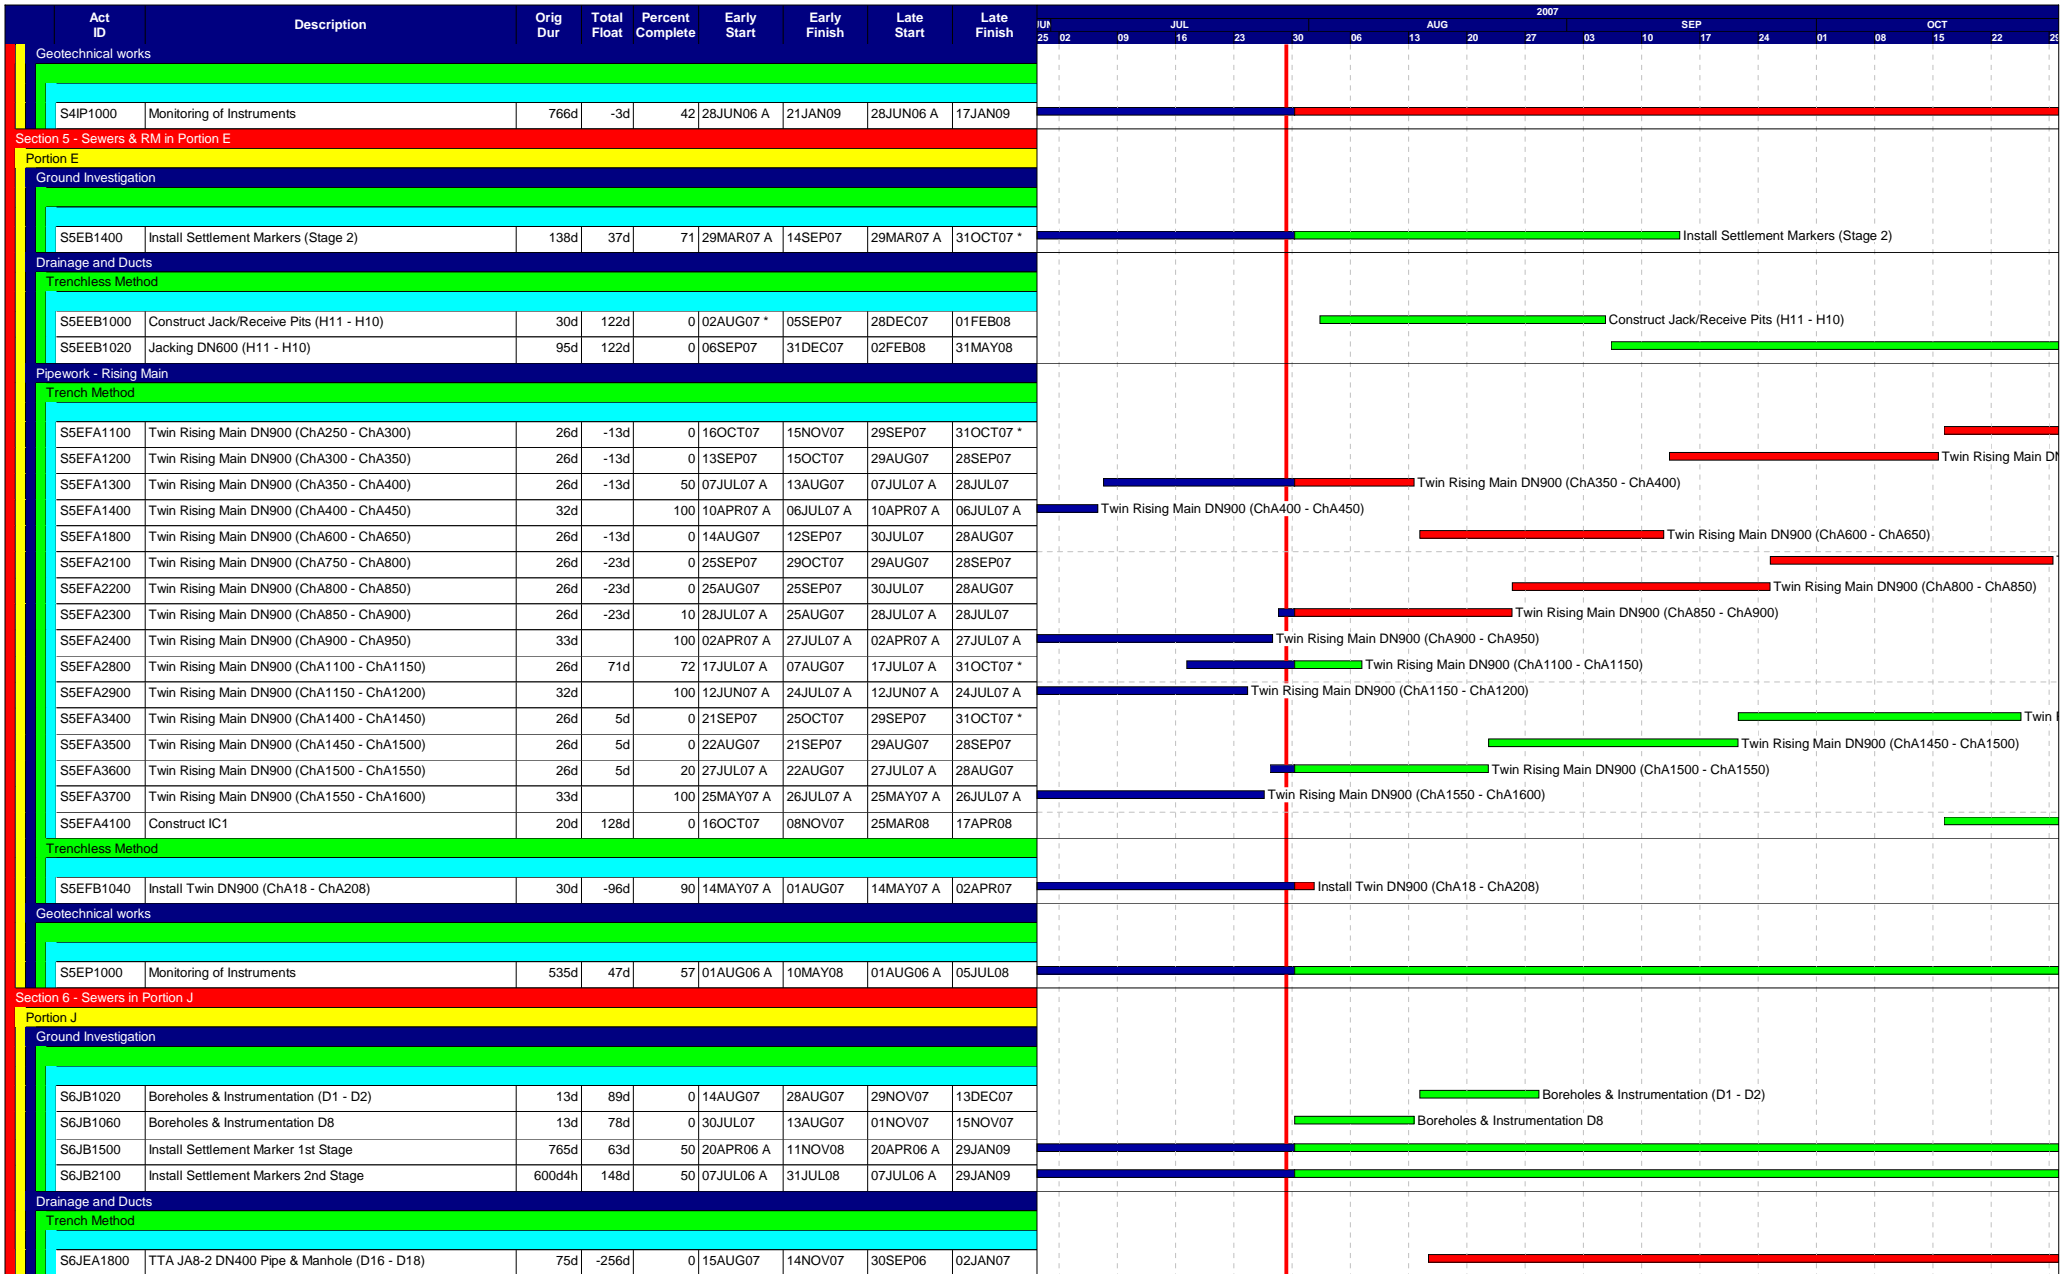 Act ID Description Orig Dur Total Float Percent Complete Early Start Early Finish Late Start Late Finish
2007
JUN JUL AUG SEP OCT
25 02 09 16 23 30 06 13 20 27 03 10 17 24 01 08 15 22 29
Geotechnical works
S4IP1000 Monitoring of Instruments 766d -3d 42 28JUN06 A 21JAN09 28JUN06 A 17JAN09
Section 5 - Sewers & RM in Portion E
Portion E
Ground Investigation
S5EB1400 Install Settlement Markers (Stage 2) 138d 37d 71 29MAR07 A 14SEP07 29MAR07 A 31OCT07 * Install Settlement Markers (Stage 2)
Drainage and Ducts
Trenchless Method
S5EEB1000 Construct Jack/Receive Pits (H11 - H10) 30d 122d 0 02AUG07 * 05SEP07 28DEC07 01FEB08 Construct Jack/Receive Pits (H11 - H10)
S5EEB1020 Jacking DN600 (H11 - H10) 95d 122d 0 06SEP07 31DEC07 02FEB08 31MAY08
Pipework - Rising Main
Trench Method
S5EFA1100 Twin Rising Main DN900 (ChA250 - ChA300) 26d -13d 0 16OCT07 15NOV07 29SEP07 31OCT07 *
S5EFA1200 Twin Rising Main DN900 (ChA300 - ChA350) 26d -13d 0 13SEP07 15OCT07 29AUG07 28SEP07 Twin Rising Main DN
S5EFA1300 Twin Rising Main DN900 (ChA350 - ChA400) 26d -13d 50 07JUL07 A 13AUG07 07JUL07 A 28JUL07 Twin Rising Main DN900 (ChA350 - ChA400)
S5EFA1400 Twin Rising Main DN900 (ChA400 - ChA450) 32d 100 10APR07 A 06JUL07 A 10APR07 A 06JUL07 A Twin Rising Main DN900 (ChA400 - ChA450)
S5EFA1800 Twin Rising Main DN900 (ChA600 - ChA650) 26d -13d 0 14AUG07 12SEP07 30JUL07 28AUG07 Twin Rising Main DN900 (ChA600 - ChA650)
S5EFA2100 Twin Rising Main DN900 (ChA750 - ChA800) 26d -23d 0 25SEP07 29OCT07 29AUG07 28SEP07
S5EFA2200 Twin Rising Main DN900 (ChA800 - ChA850) 26d -23d 0 25AUG07 25SEP07 30JUL07 28AUG07 Twin Rising Main DN900 (ChA800 - ChA850)
S5EFA2300 Twin Rising Main DN900 (ChA850 - ChA900) 26d -23d 10 28JUL07 A 25AUG07 28JUL07 A 28JUL07 Twin Rising Main DN900 (ChA850 - ChA900)
S5EFA2400 Twin Rising Main DN900 (ChA900 - ChA950) 33d 100 02APR07 A 27JUL07 A 02APR07 A 27JUL07 A Twin Rising Main DN900 (ChA900 - ChA950)
S5EFA2800 Twin Rising Main DN900 (ChA1100 - ChA1150) 26d 71d 72 17JUL07 A 07AUG07 17JUL07 A 31OCT07 * Twin Rising Main DN900 (ChA1100 - ChA1150)
S5EFA2900 Twin Rising Main DN900 (ChA1150 - ChA1200) 32d 100 12JUN07 A 24JUL07 A 12JUN07 A 24JUL07 A Twin Rising Main DN900 (ChA1150 - ChA1200)
S5EFA3400 Twin Rising Main DN900 (ChA1400 - ChA1450) 26d 5d 0 21SEP07 25OCT07 29SEP07 31OCT07 * Twin
S5EFA3500 Twin Rising Main DN900 (ChA1450 - ChA1500) 26d 5d 0 22AUG07 21SEP07 29AUG07 28SEP07 Twin Rising Main DN900 (ChA1450 - ChA1500)
S5EFA3600 Twin Rising Main DN900 (ChA1500 - ChA1550) 26d 5d 20 27JUL07 A 22AUG07 27JUL07 A 28AUG07 Twin Rising Main DN900 (ChA1500 - ChA1550)
S5EFA3700 Twin Rising Main DN900 (ChA1550 - ChA1600) 33d 100 25MAY07 A 26JUL07 A 25MAY07 A 26JUL07 A Twin Rising Main DN900 (ChA1550 - ChA1600)
S5EFA4100 Construct IC1 20d 128d 0 16OCT07 08NOV07 25MAR08 17APR08
Trenchless Method
S5EFB1040 Install Twin DN900 (ChA18 - ChA208) 30d -96d 90 14MAY07 A 01AUG07 14MAY07 A 02APR07 Install Twin DN900 (ChA18 - ChA208)
Geotechnical works
S5EP1000 Monitoring of Instruments 535d 47d 57 01AUG06 A 10MAY08 01AUG06 A 05JUL08
Section 6 - Sewers in Portion J
Portion J
Ground Investigation
S6JB1020 Boreholes & Instrumentation (D1 - D2) 13d 89d 0 14AUG07 28AUG07 29NOV07 13DEC07 Boreholes & Instrumentation (D1 - D2)
S6JB1060 Boreholes & Instrumentation D8 13d 78d 0 30JUL07 13AUG07 01NOV07 15NOV07 Boreholes & Instrumentation D8
S6JB1500 Install Settlement Marker 1st Stage 765d 63d 50 20APR06 A 11NOV08 20APR06 A 29JAN09
S6JB2100 Install Settlement Markers 2nd Stage 600d4h 148d 50 07JUL06 A 31JUL08 07JUL06 A 29JAN09
Drainage and Ducts
Trench Method
S6JEA1800 TTA JA8-2 DN400 Pipe & Manhole (D16 - D18) 75d -256d 0 15AUG07 14NOV07 30SEP06 02JAN07